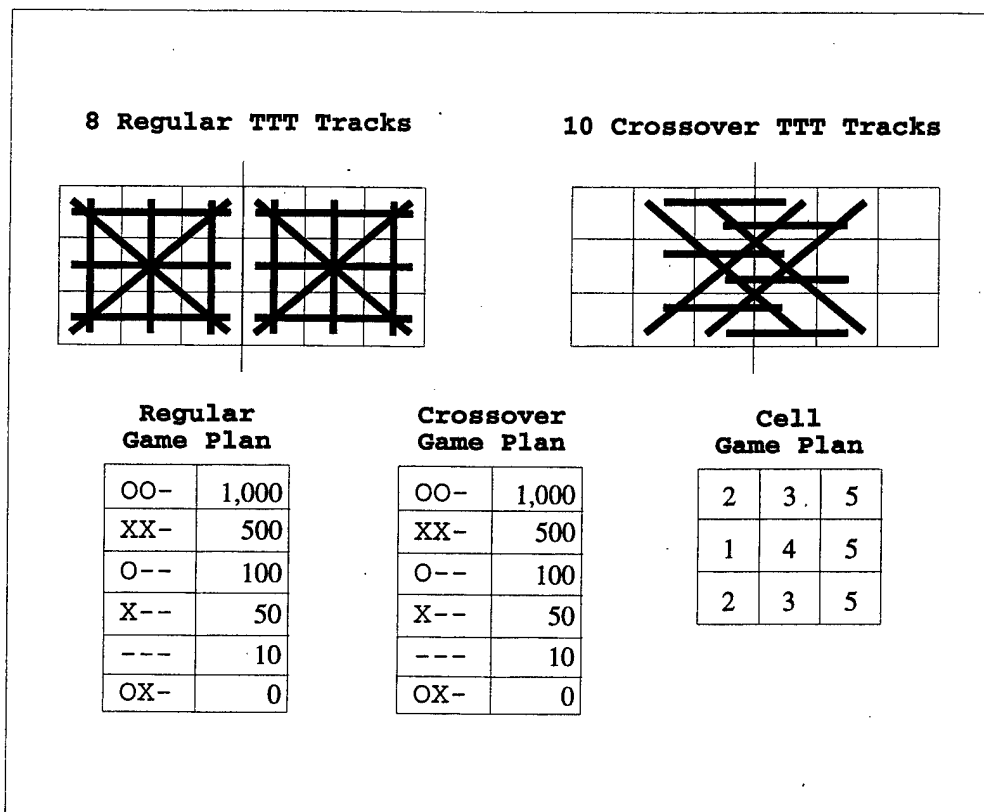 8 Regular TTT Tracks
10 Crossover TTT Tracks
Regular
Game Plan
OO- 1,000
XX- 500
O-- 100
X-- 50
--- 10
OX- 0
Crossover
Game Plan
OO- 1,000
XX- 500
O-- 100
X-- 50
--- 10
OX- 0
Cell
Game Plan
2 3 5
1 4 5
2 3 5